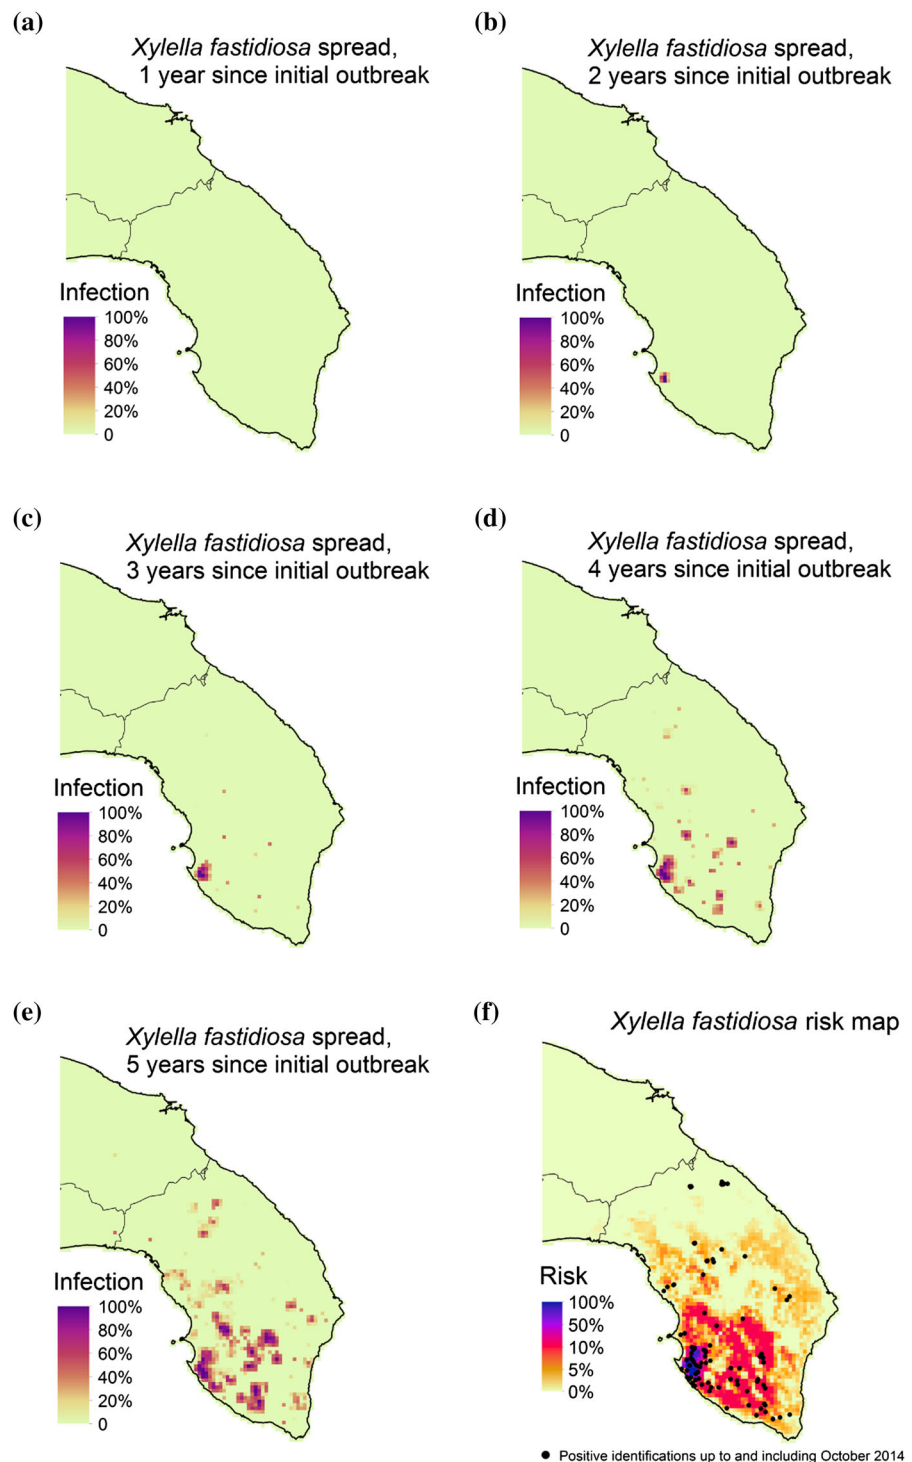 (a)
Xylella fastidiosa spread,
1 year since initial outbreak
Infection
100%
80%
60%
40%
20%
0
(b)
Xylella fastidiosa spread,
2 years since initial outbreak
Infection
100%
80%
60%
40%
20%
0
(c)
Xylella fastidiosa spread,
3 years since initial outbreak
Infection
100%
80%
60%
40%
20%
0
(d)
Xylella fastidiosa spread,
4 years since initial outbreak
Infection
100%
80%
60%
40%
20%
0
(e)
Xylella fastidiosa spread,
5 years since initial outbreak
Infection
100%
80%
60%
40%
20%
0
(f)
Xylella fastidiosa risk map
Risk
100%
50%
10%
5%
0%
Positive identifications up to and including October 2014